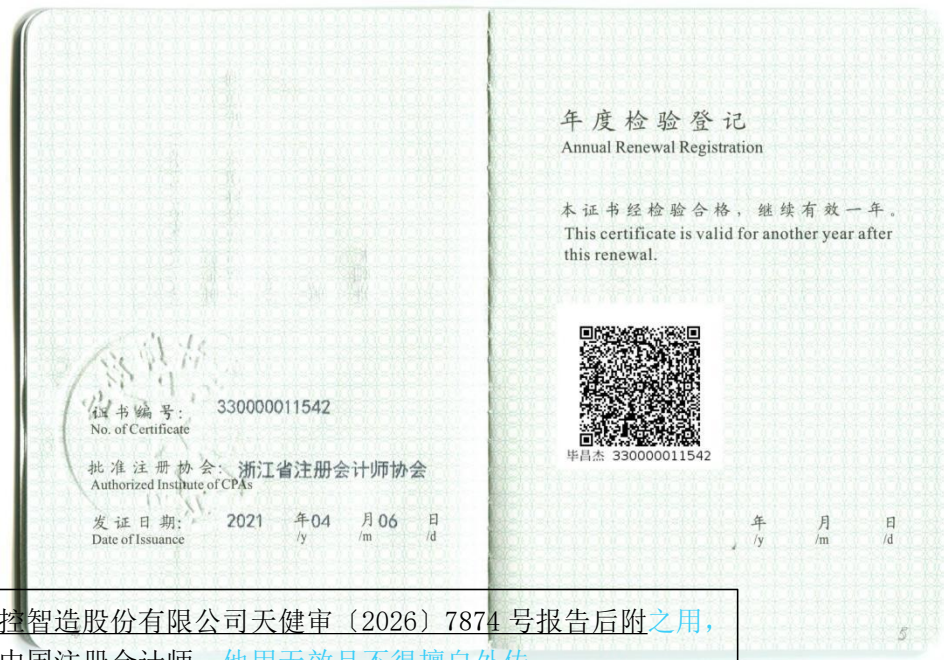 证书编号：
No. of Certificate
330000011542
批准注册协会：
Authorized Institute of CPAs
浙江省注册会计师协会
发证日期：
Date of Issuance
2021 年 04 月 06 日
/y /m /d
年度检验登记
Annual Renewal Registration
本证书经检验合格，继续有效一年。
This certificate is valid for another year after
this renewal.
毕昌杰 330000011542
年 月 日
/y /m /d
5
控智造股份有限公司天健审〔2026〕7874 号报告后附之用，
中国注册会计师，他用无效且不得擅自外传